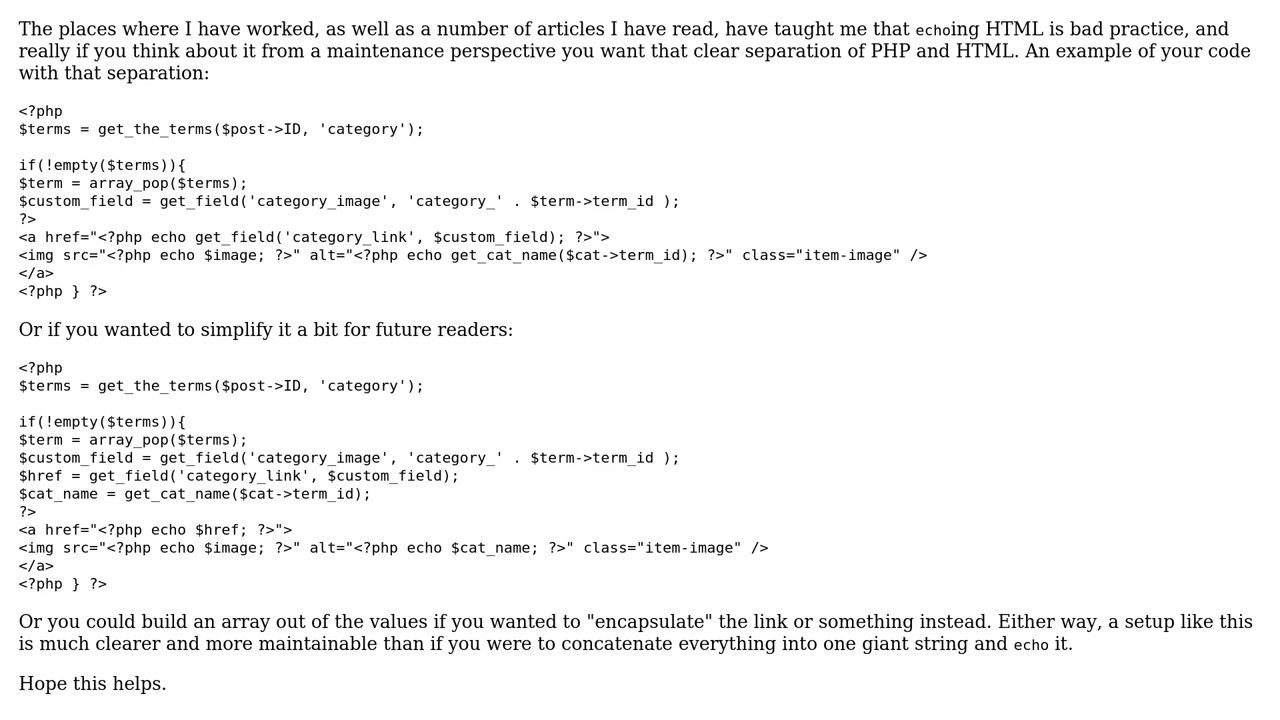 The places where I have worked, as well as a number of articles I have read, have taught me that echoing HTML is bad practice, and
really if you think about it from a maintenance perspective you want that clear separation of PHP and HTML. An example of your code
with that separation:
<?php
$terms = get_the_terms($post->ID, 'category');
if(!empty($terms)){
$term = array_pop($terms);
$custom_field = get_field('category_image', 'category_' . $term->term_id );
?>
<a href="<?php echo get_field('category_link', $custom_field); ?>">
<img src="<?php echo $image; ?>" alt="<?php echo get_cat_name($cat->term_id); ?>" class="item-image" />
</a>
<?php } ?>
Or if you wanted to simplify it a bit for future readers:
<?php
$terms = get_the_terms($post->ID, 'category');
if(!empty($terms)){
$term = array_pop($terms);
$custom_field = get_field('category_image', 'category_' . $term->term_id );
$href = get_field('category_link', $custom_field);
$cat_name = get_cat_name($cat->term_id);
?>
<a href="<?php echo $href; ?>">
<img src="<?php echo $image; ?>" alt="<?php echo $cat_name; ?>" class="item-image" />
</a>
<?php } ?>
Or you could build an array out of the values if you wanted to "encapsulate" the link or something instead. Either way, a setup like this
is much clearer and more maintainable than if you were to concatenate everything into one giant string and echo it.
Hope this helps.